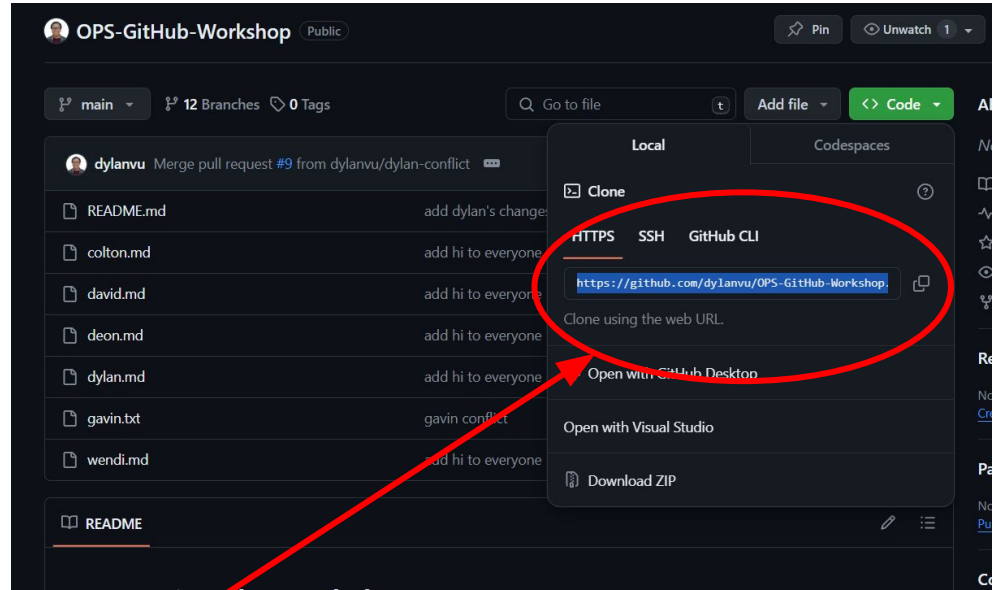 OPS-GitHub-Workshop Public
Pin
Unwatch 1
main
12 Branches
0 Tags
Go to file
t
Add file
Code
dylanvu Merge pull request #9 from dylanvu/dylan-conflict
README.md add dylan's change
colton.md add hi to everyone
david.md add hi to everyone
deon.md add hi to everyone
dylan.md add hi to everyone
gavin.txt gavin conflict
wendi.md add hi to everyone
README
Local Codespaces
Clone
HTTPS SSH GitHub CLI
https://github.com/dylanvu/OPS-GitHub-Workshop.
Clone using the web URL.
Open with GitHub Desktop
Open with Visual Studio
Download ZIP